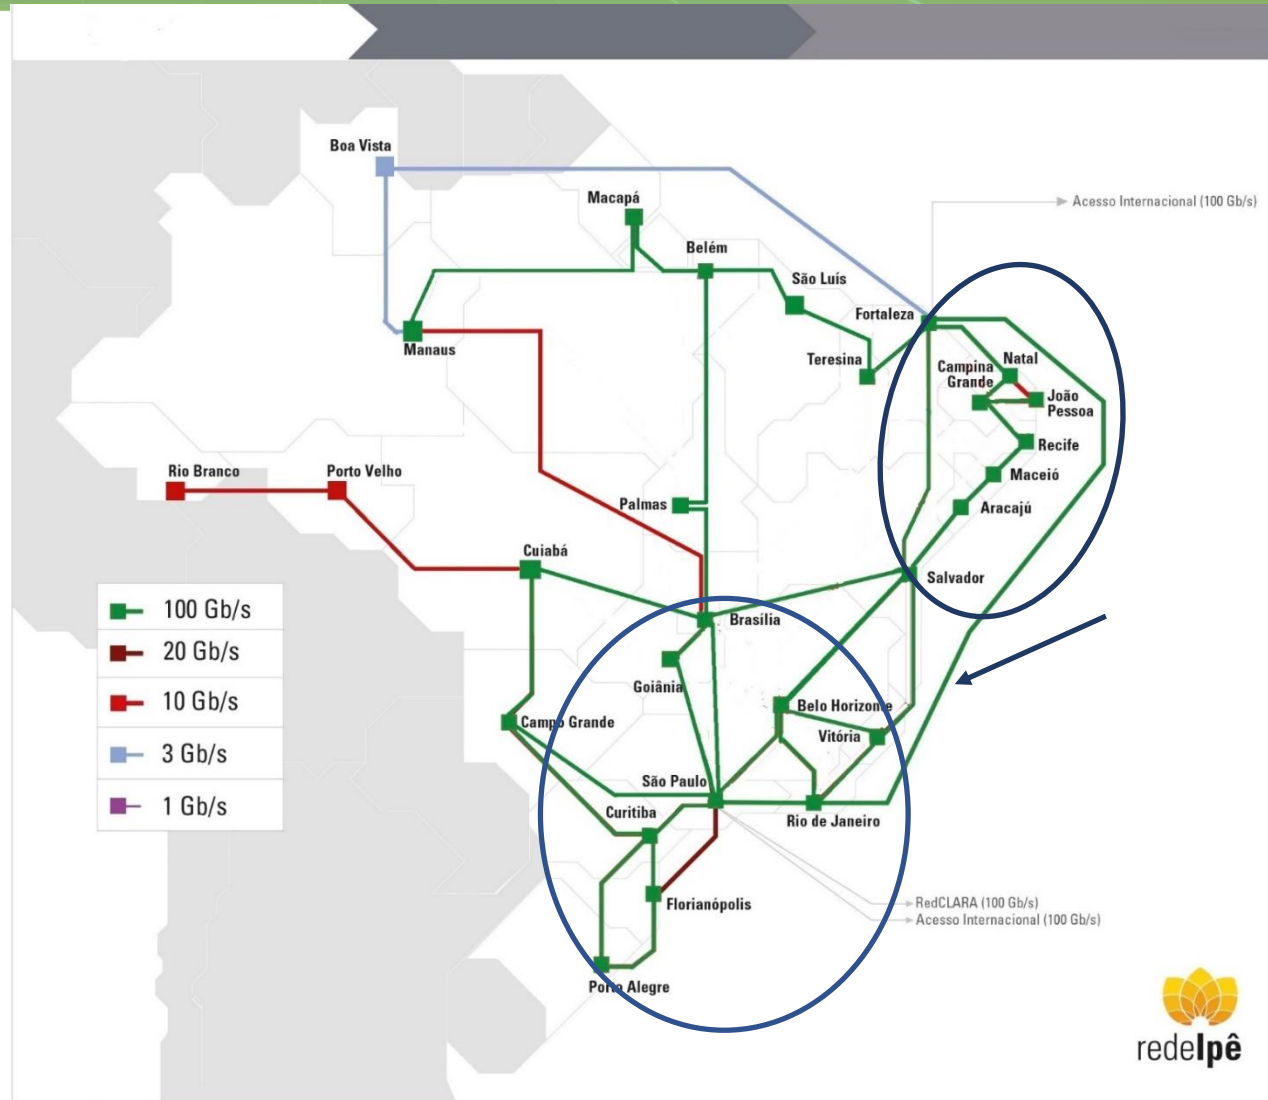 Boa Vista
Macapá
Acesso Internacional (100 Gb/s)
Belém
São Luís
Fortaleza
Manaus
Teresina
Natal
Campina
Grande
João
Pessoa
Recife
Maceió
Aracajú
Rio Branco
Porto Velho
Palmas
Cuiabá
Salvador
Brasília
100 Gb/s
20 Gb/s
10 Gb/s
3 Gb/s
1 Gb/s
Goiânia
Campo Grande
Belo Horizonte
Vitória
São Paulo
Curitiba
Rio de Janeiro
Florianópolis
RedCLARA (100 Gb/s)
Acesso Internacional (100 Gb/s)
Porto Alegre
redeIpê